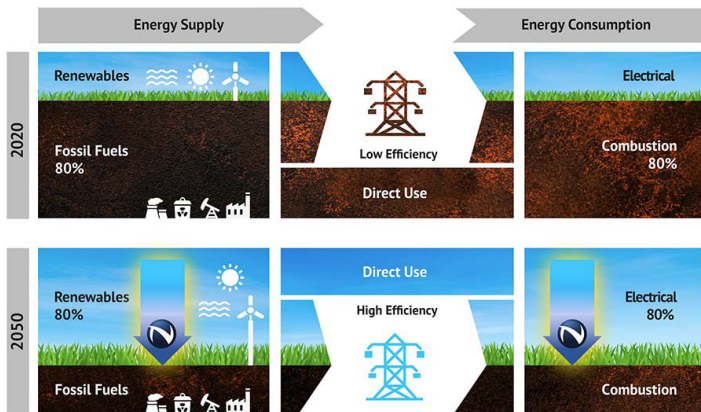 Energy Supply
Energy Consumption
2020
Renewables
Fossil Fuels
80%
Low Efficiency
Direct Use
Electrical
Combustion
80%
2050
Renewables
80%
Fossil Fuels
Direct Use
High Efficiency
Electrical
80%
Combustion